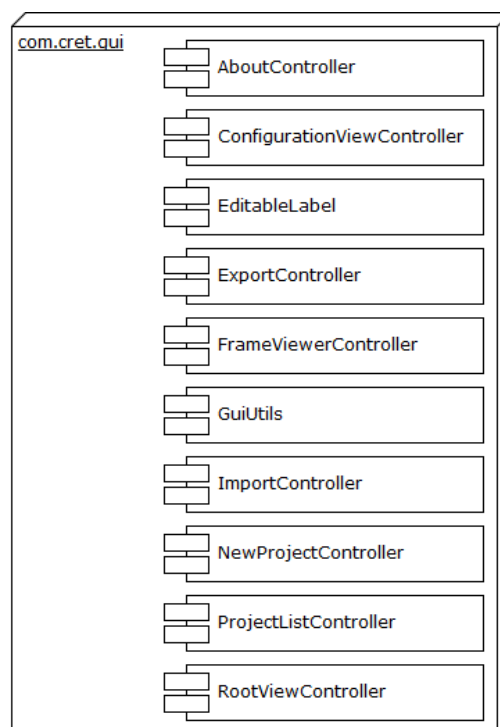 com.cret.gui
AboutController
ConfigurationViewController
EditableLabel
ExportController
FrameViewerController
GuiUtils
ImportController
NewProjectController
ProjectListController
RootViewController